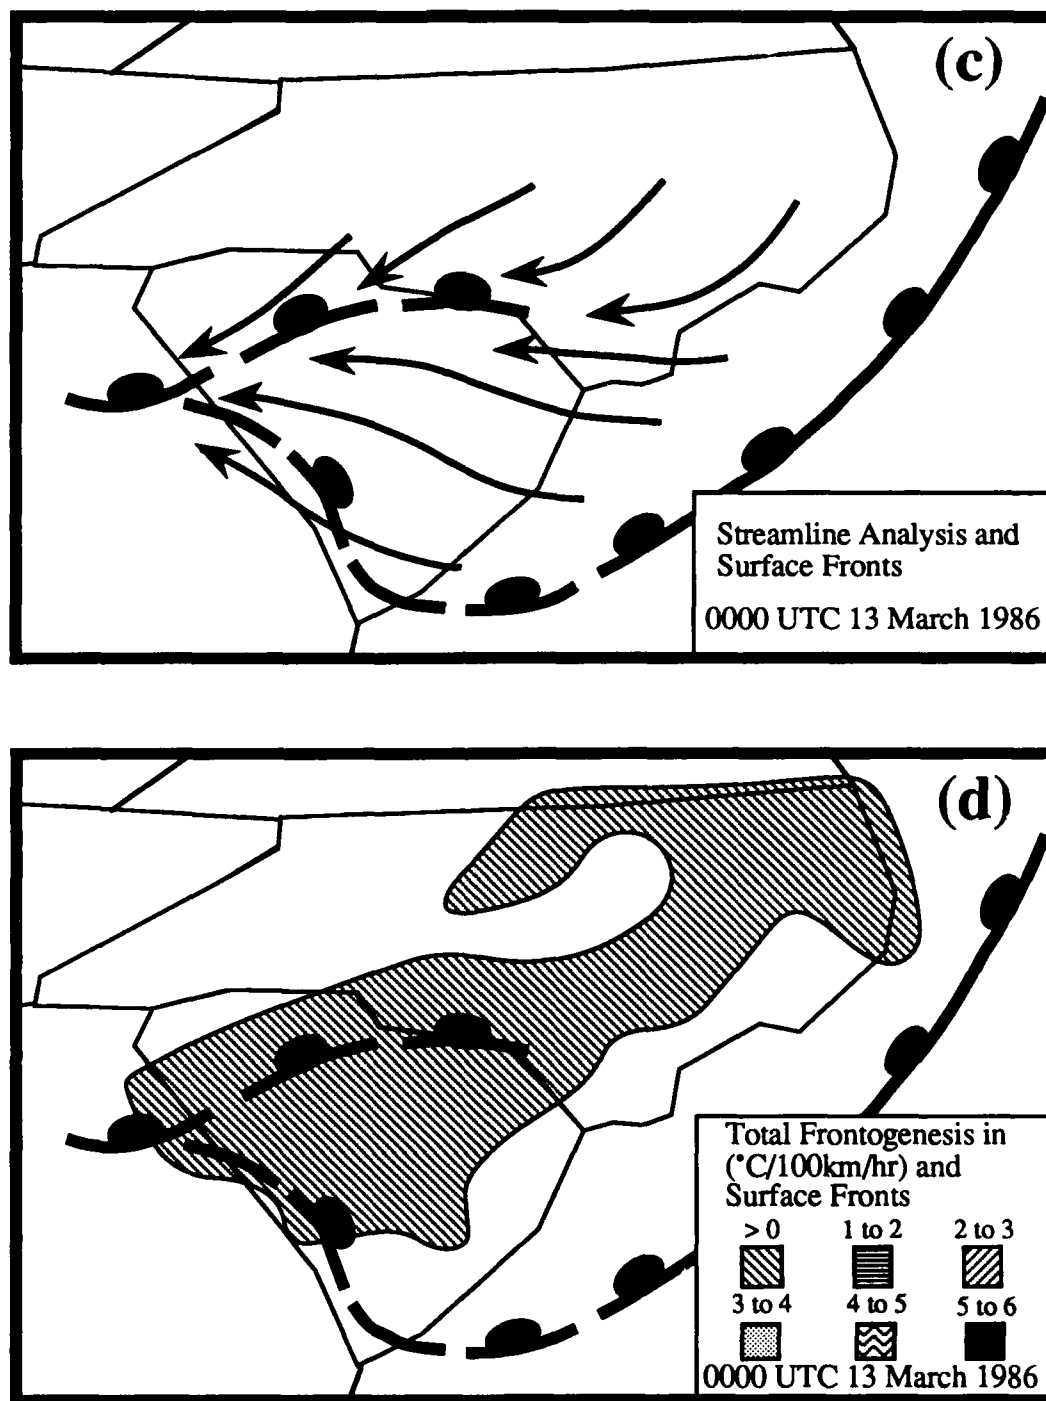 (c)
Streamline Analysis and
Surface Fronts
0000 UTC 13 March 1986
(d)
Total Frontogenesis in
(°C/100km/hr) and
Surface Fronts
> 0 1 to 2 2 to 3
3 to 4 4 to 5 5 to 6
0000 UTC 13 March 1986